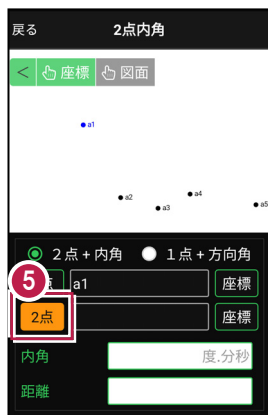 戻る 2点内角
< 座標 図面
a1
a2 a3 a4 a5
2点+内角 1点+方向角
5 点 a1 座標
2点 座標
内角 度.分秒
距離